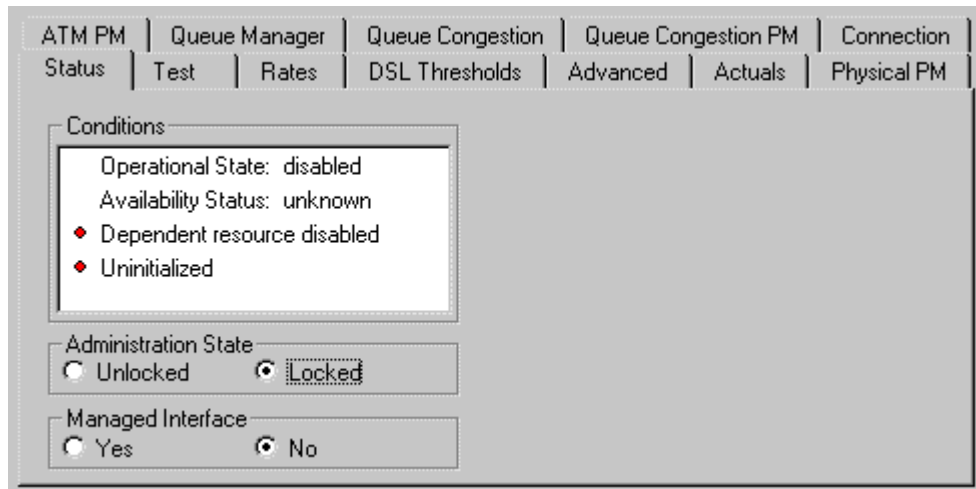 ATM PM Queue Manager Queue Congestion Queue Congestion PM Connection
Status Test Rates DSL Thresholds Advanced Actuals Physical PM
Conditions
Operational State: disabled
Availability Status: unknown
Dependent resource disabled
Uninitialized
Administration State
Unlocked Locked
Managed Interface
Yes No